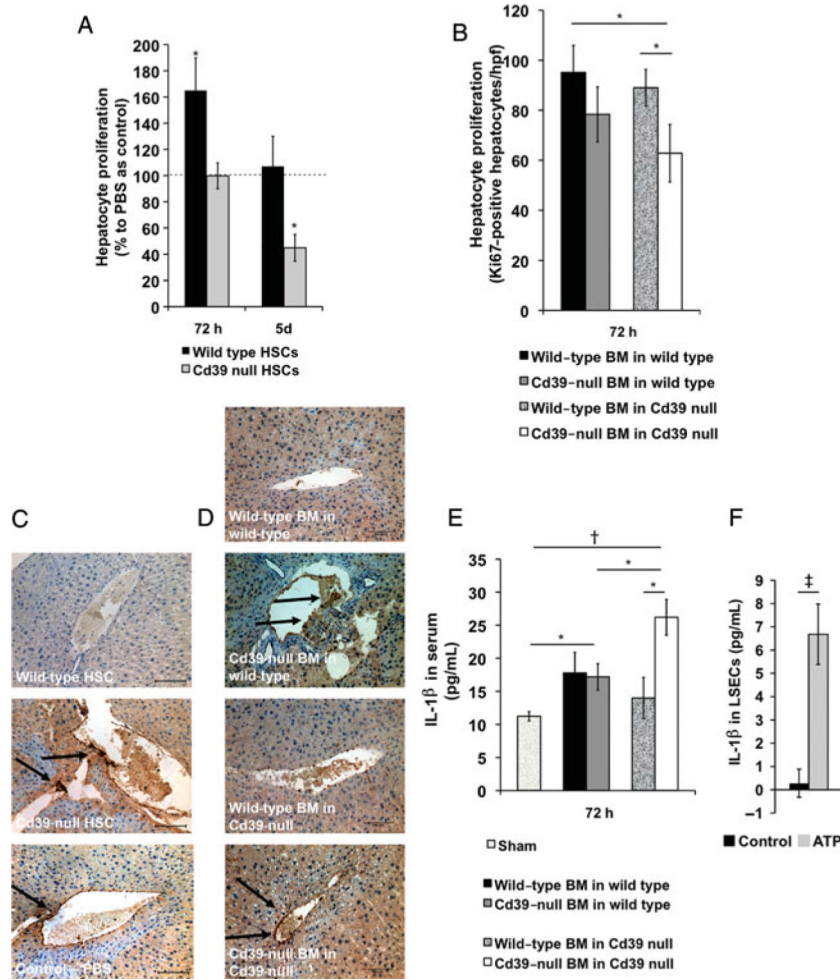 A
Hepatocyte proliferation
(% to PBS as control)
200
180
160
140
120
100
80
60
40
20
0
*
*
72 h
5d
Wild type HSCs
Cd39 null HSCs
B
Hepatocyte proliferation
(Ki67-positive hepatocytes/hpf)
120
100
80
60
40
20
0
*
*
72 h
Wild-type BM in wild type
Cd39-null BM in wild type
Wild-type BM in Cd39 null
Cd39-null BM in Cd39 null
C
Wild-type HSC
Cd39-null HSC
Control – PBS
D
Wild-type BM in
wild-type
Cd39-null BM in
wild-type
Wild-type BM in
Cd39-null
Cd39-null BM in
Cd39-null
E
IL-1β in serum
(pg/mL)
35
30
25
20
15
10
5
0
†
*
*
*
72 h
Sham
Wild-type BM in wild type
Cd39-null BM in wild type
Wild-type BM in Cd39 null
Cd39-null BM in Cd39 null
F
IL-1β in LSECs (pg/mL)
9
8
7
6
5
4
3
2
1
0
–1
‡
Control ATP